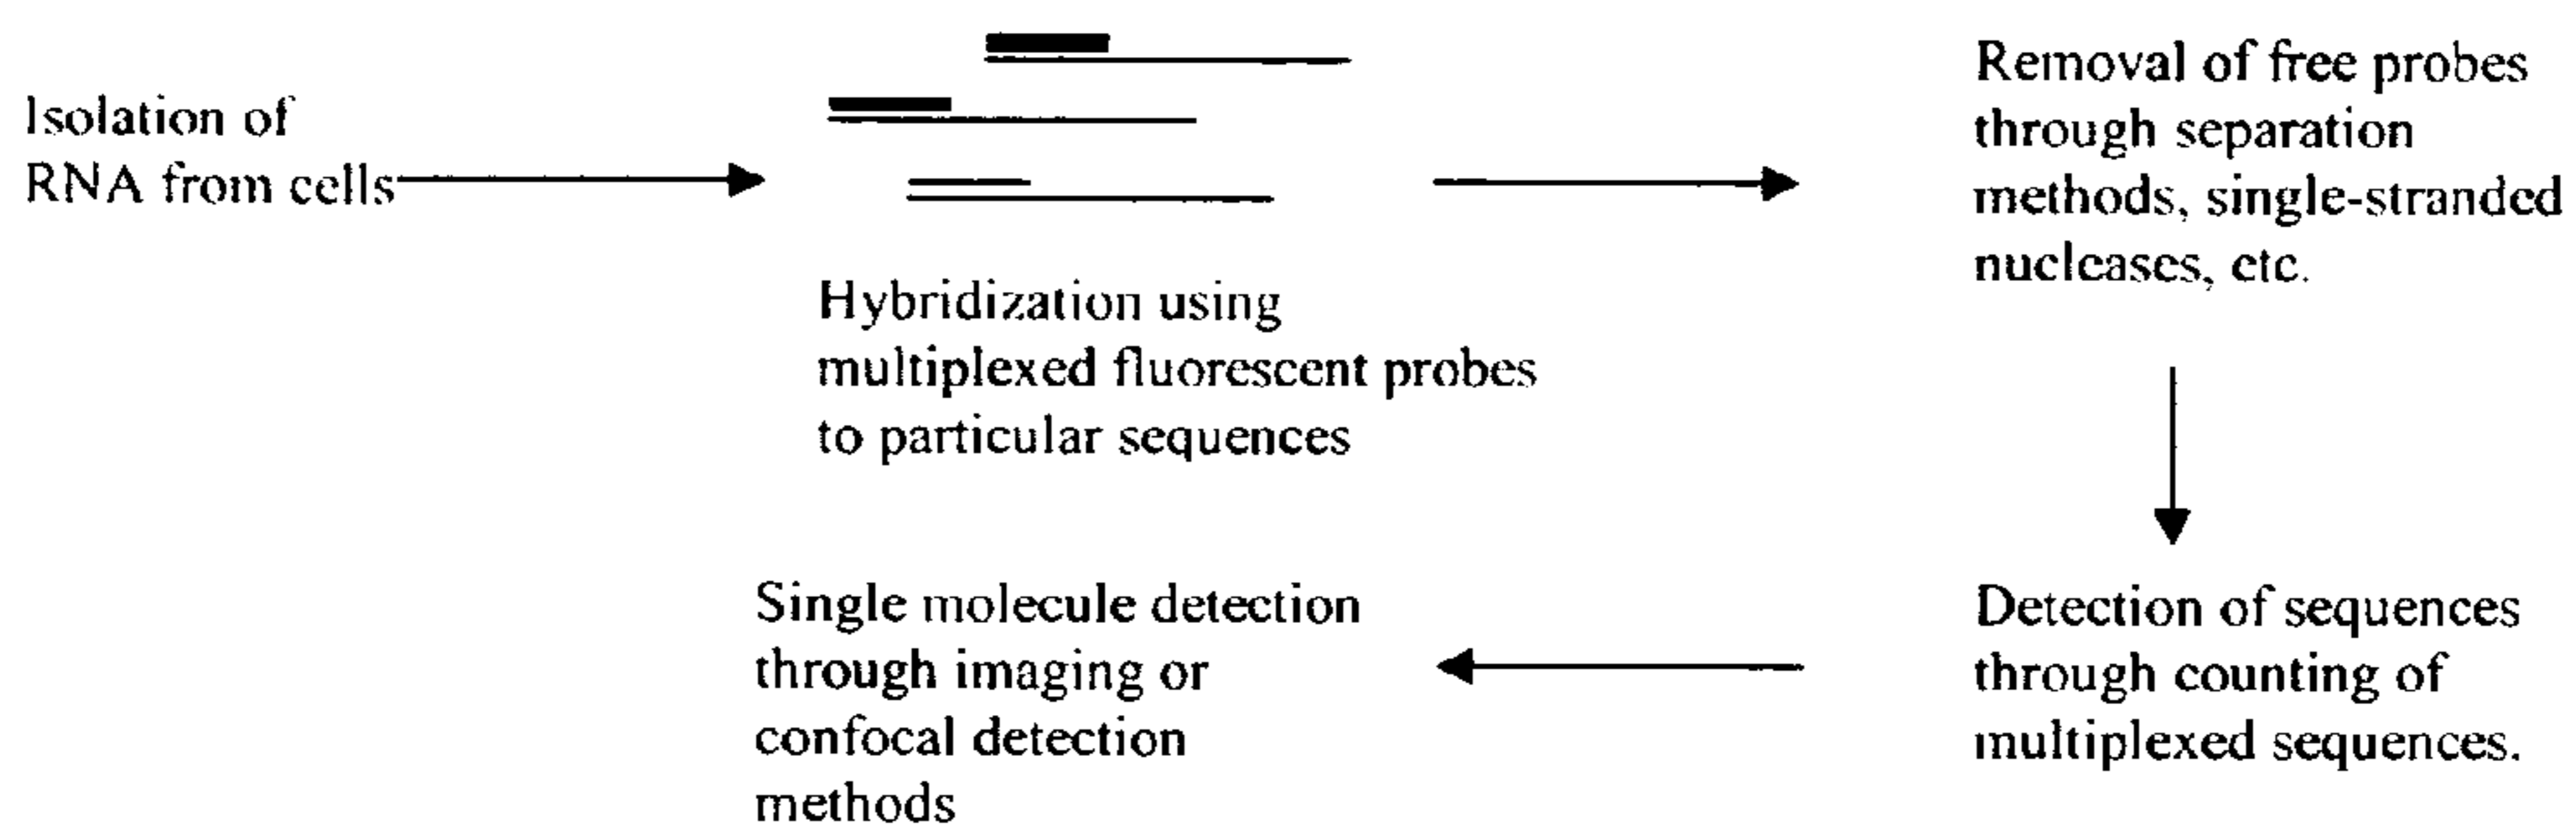 Isolation of
RNA from cells
Hybridization using
multiplexed fluorescent probes
to particular sequences
Removal of free probes
through separation
methods, single-stranded
nucleases, etc.
Detection of sequences
through counting of
multiplexed sequences.
Single molecule detection
through imaging or
confocal detection
methods